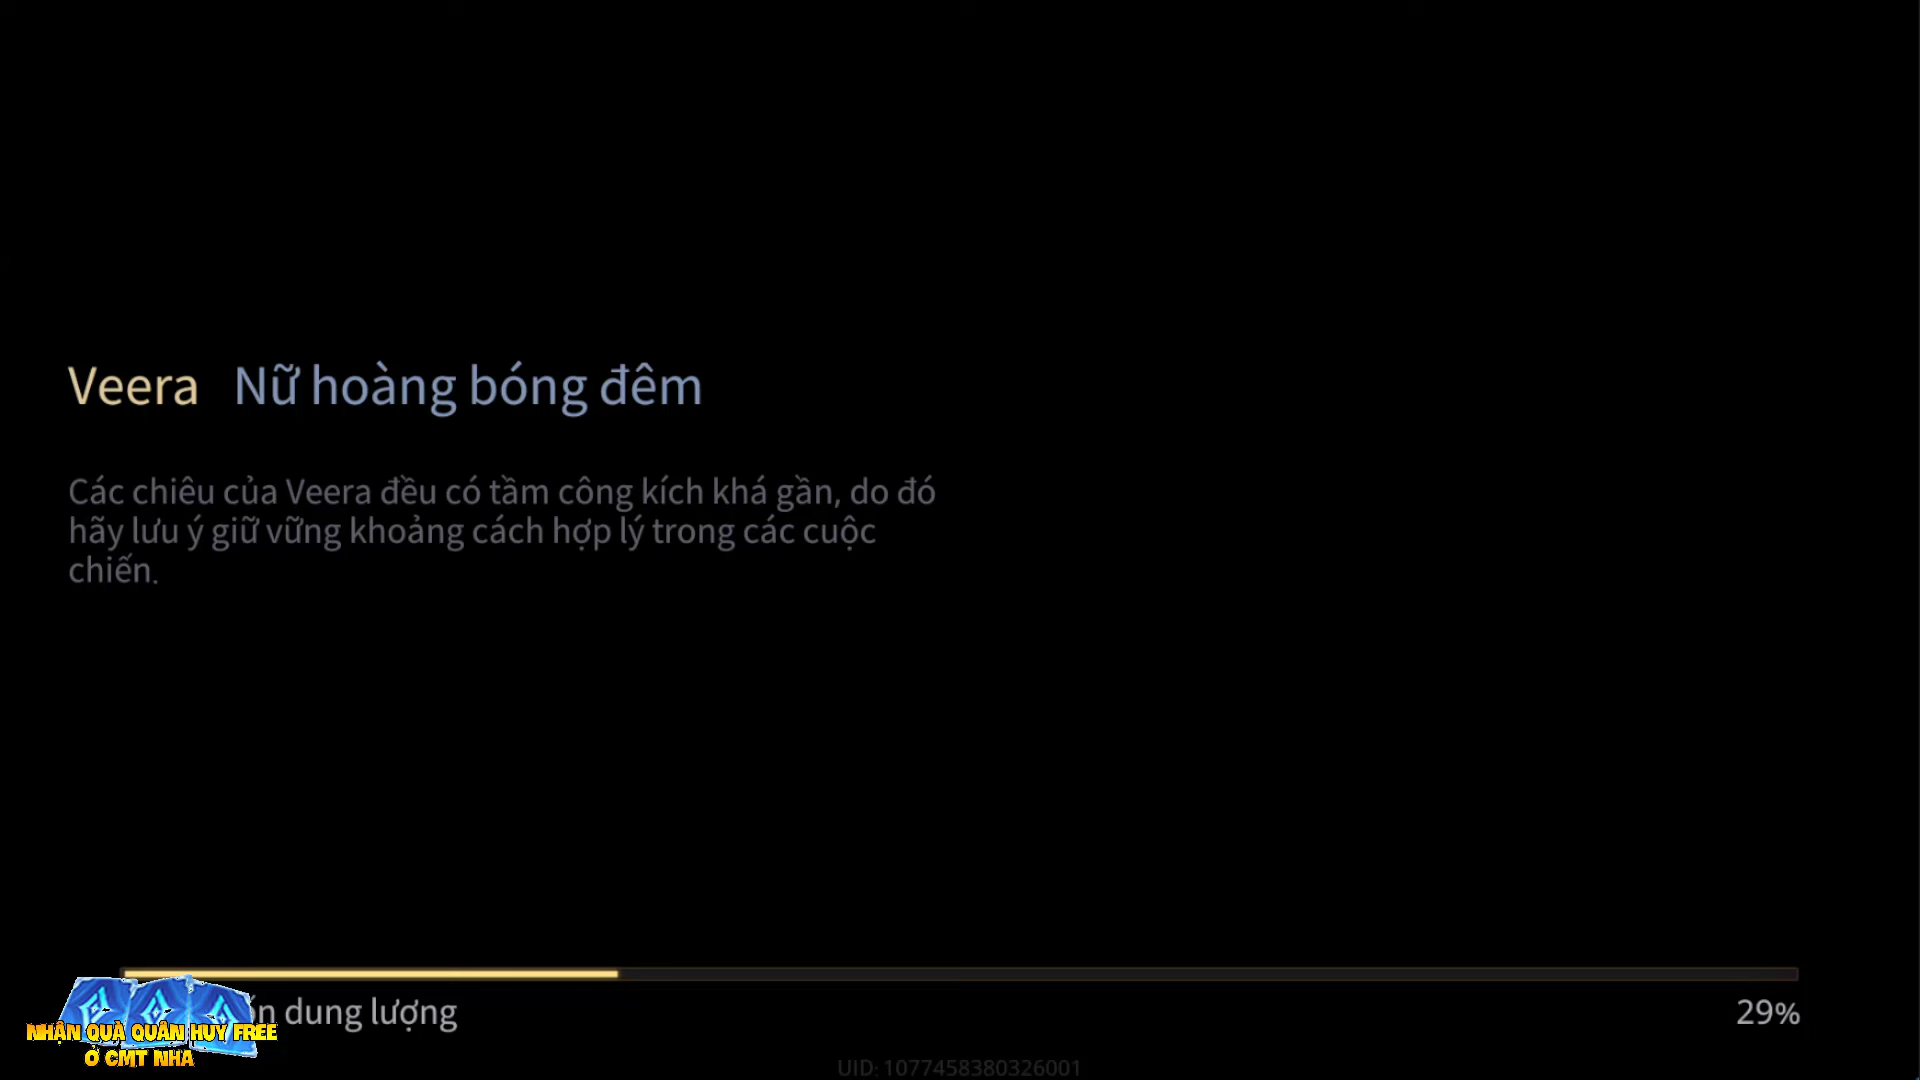 Veera Nữ hoàng bóng đêm
Các chiêu của Veera đều có tầm công kích khá gần, do đó
hãy lưu ý giữ vững khoảng cách hợp lý trong các cuộc
chiến.
dung lượng
29%
NHẬN QUÀ QUÂN HUY FREE
Ở CMT NHA
UID: 1077458380326001